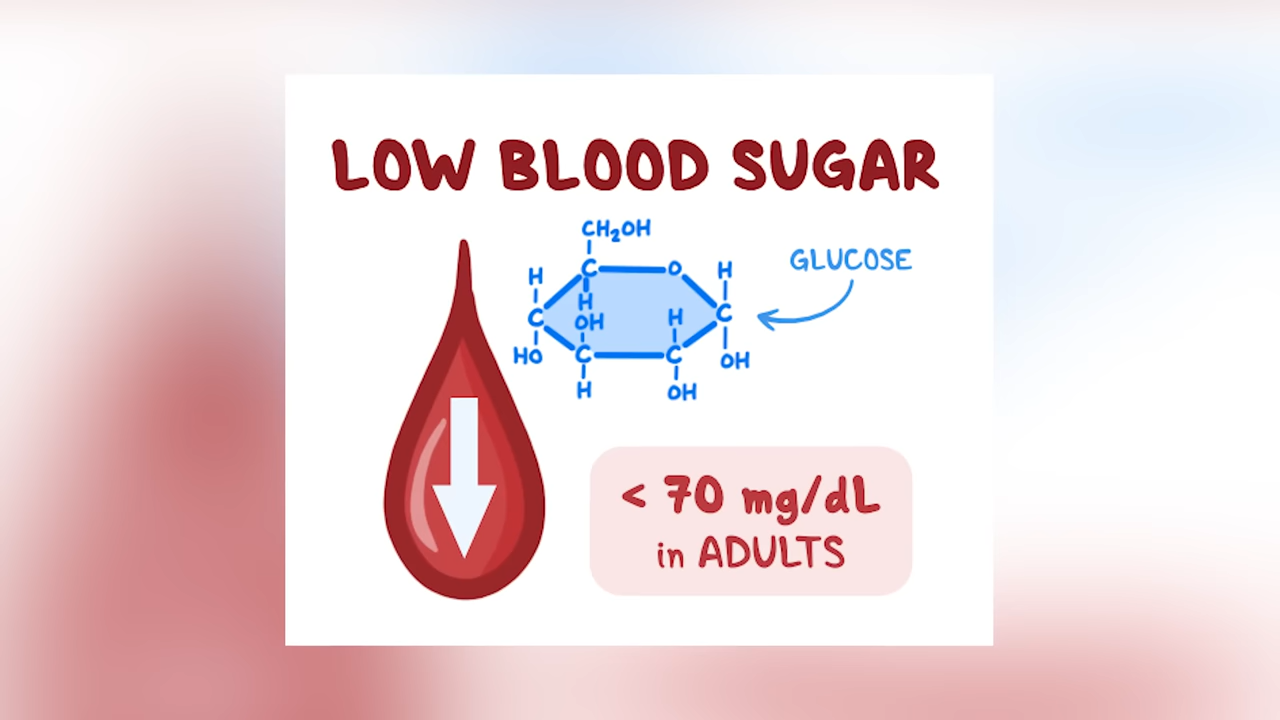 LOW BLOOD SUGAR
CH₂OH
C
O
H
H
C
C
H
OH
H
HO
C
C
OH
H
OH
GLUCOSE
< 70 mg/dL
in ADULTS